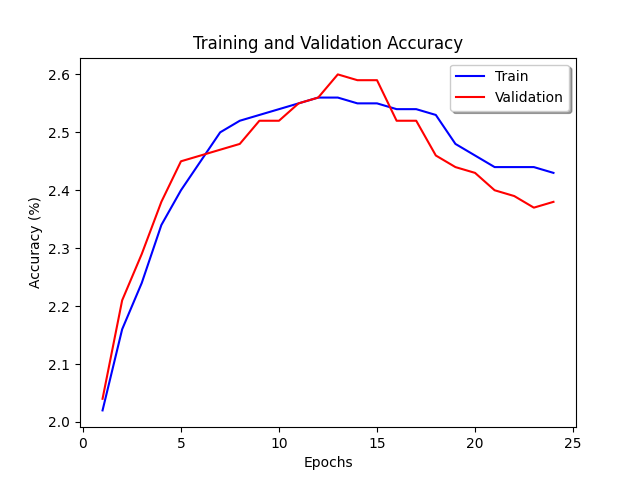 Training and Validation Accuracy
Train
Validation
Accuracy (%)
2.6
2.5
2.4
2.3
2.2
2.1
2.0
0 5 10 15 20 25
Epochs